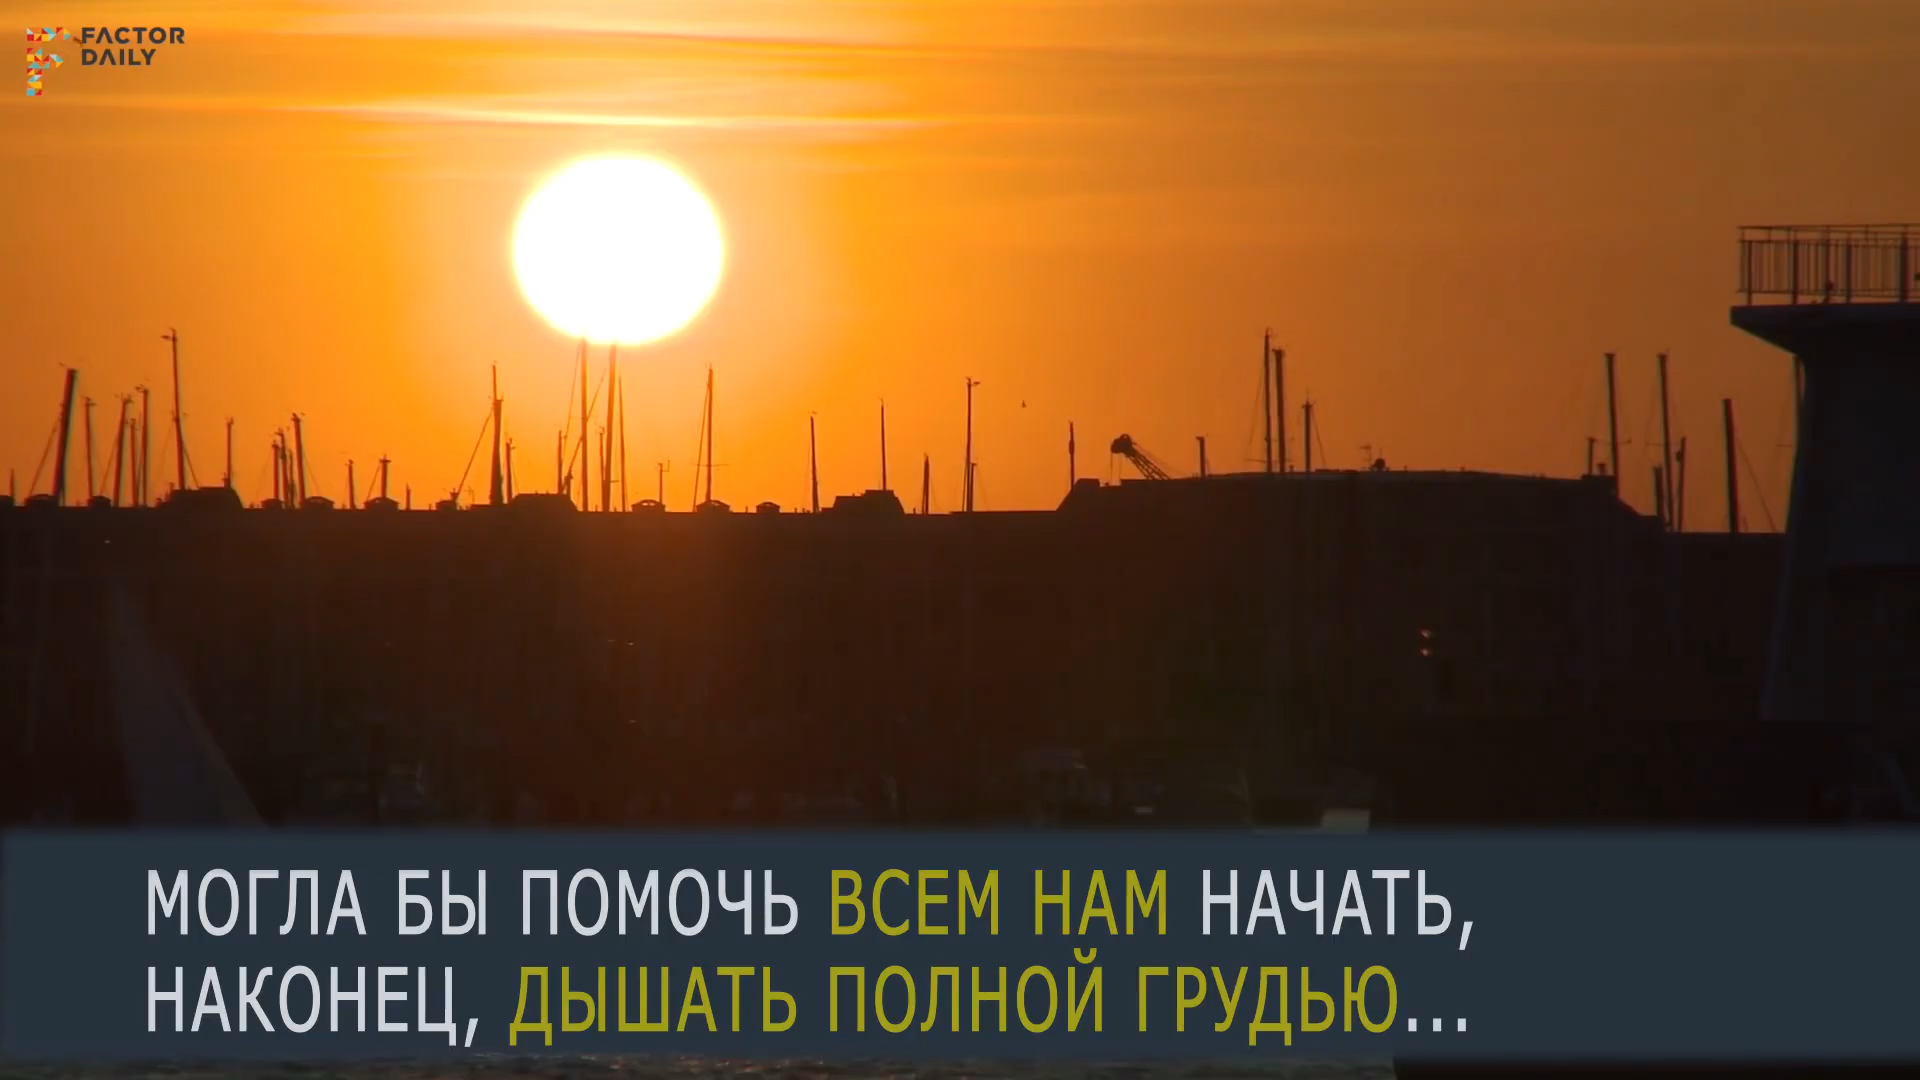 FACTOR
DAILY
МОГЛА БЫ ПОМОЧЬ ВСЕМ НАМ НАЧАТЬ,
НАКОНЕЦ, ДЫШАТЬ ПОЛНОЙ ГРУДЬЮ...